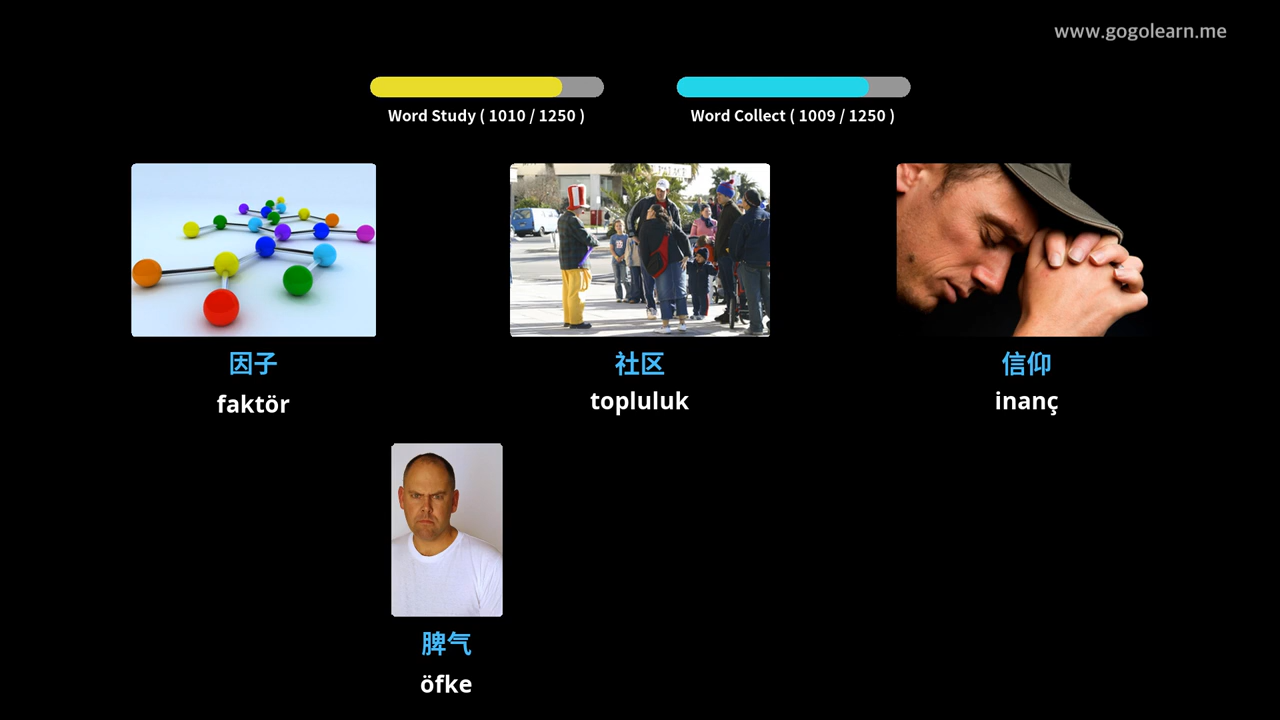 www.gogolearn.me
Word Study ( 1010 / 1250 )
Word Collect ( 1009 / 1250 )
因子
faktör
社区
topluluk
信仰
inanç
脾气
öfke